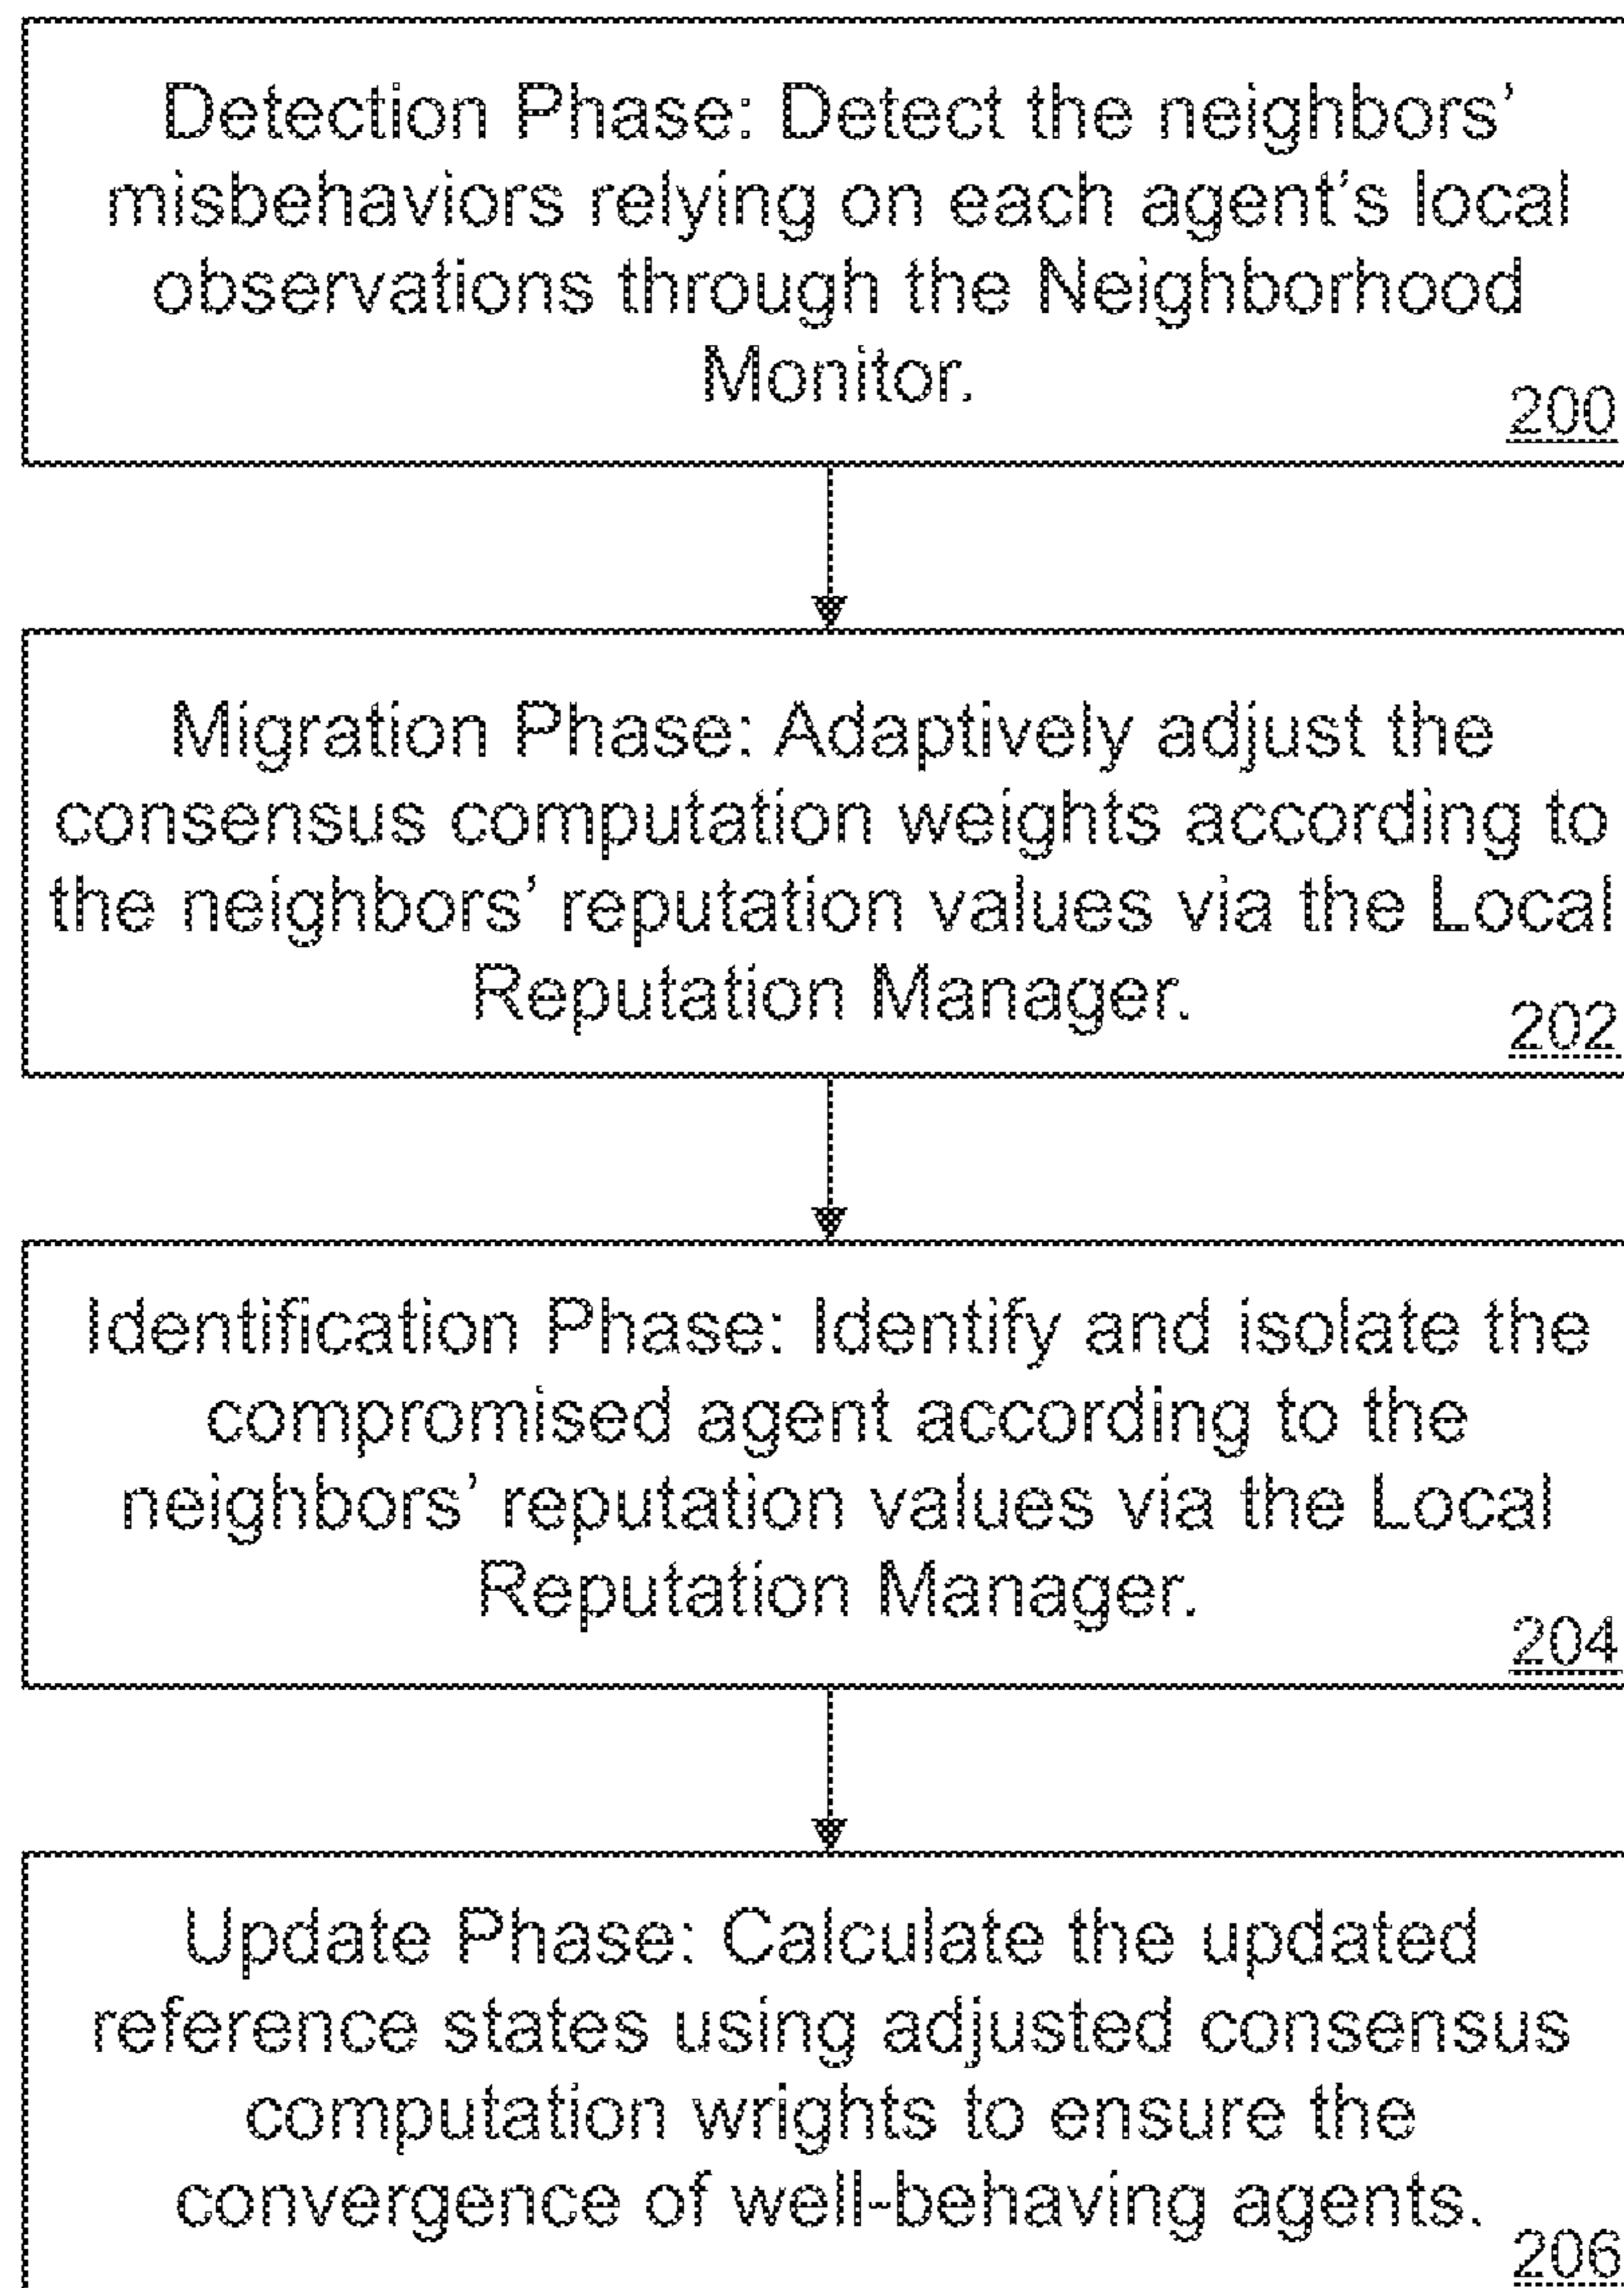 Detection Phase: Detect the neighbors’
misbehaviors relying on each agent’s local
observations through the Neighborhood
Monitor.
200
Migration Phase: Adaptively adjust the
consensus computation weights according to
the neighbors’ reputation values via the Local
Reputation Manager.
202
Identification Phase: Identify and isolate the
compromised agent according to the
neighbors’ reputation values via the Local
Reputation Manager.
204
Update Phase: Calculate the updated
reference states using adjusted consensus
computation wrights to ensure the
convergence of well-behaving agents.
206